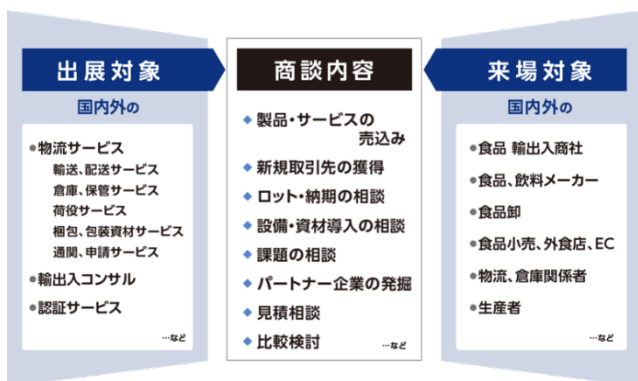 出展対象
国内外の
●物流サービス
輸送、配送サービス
倉庫、保管サービス
荷役サービス
梱包、包装資材サービス
通関、申請サービス
●輸出入コンサル
●認証サービス
…など
商談内容
◆製品・サービスの
売込み
◆新規取引先の獲得
◆ロット・納期の相談
◆設備・資材導入の相談
◆課題の相談
◆パートナー企業の発掘
◆見積相談
◆比較検討
…など
来場対象
国内外の
●食品 輸出入商社
●食品、飲料メーカー
●食品卸
●食品小売、外食店、EC
●物流、倉庫関係者
●生産者
…など